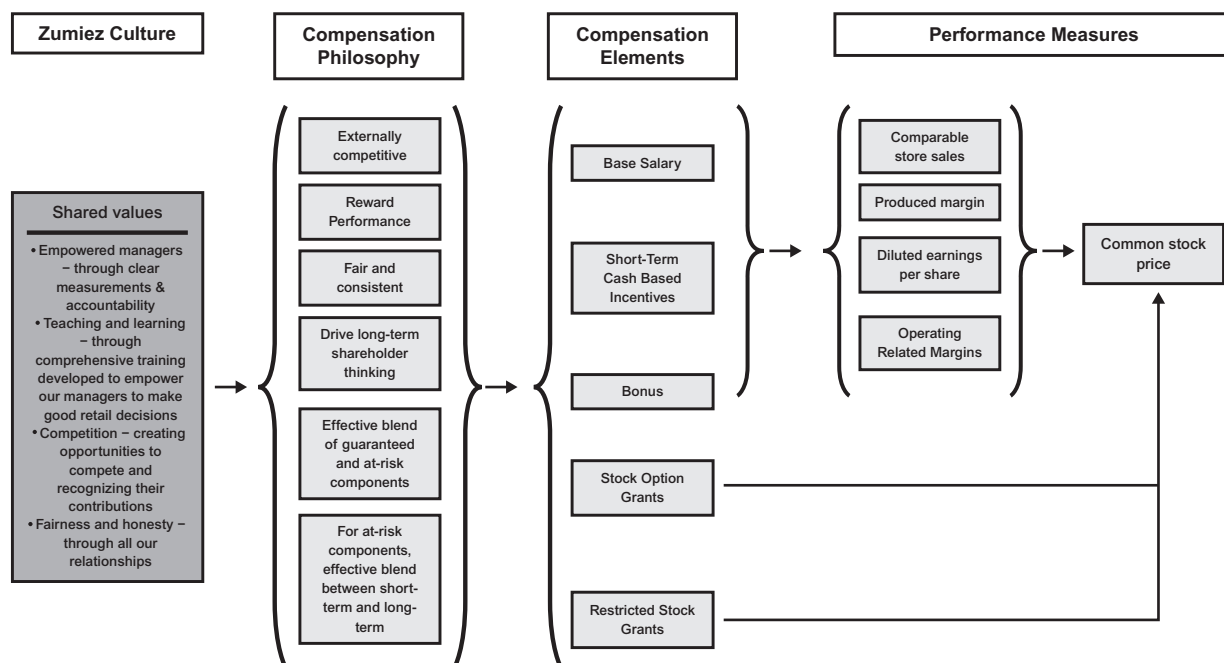 Zumiez Culture
Shared values
• Empowered managers
– through clear
measurements &
accountability
• Teaching and learning
– through
comprehensive training
developed to empower
our managers to make
good retail decisions
• Competition – creating
opportunities to
compete and
recognizing their
contributions
• Fairness and honesty –
through all our
relationships
Compensation
Philosophy
Externally
competitive
Reward
Performance
Fair and
consistent
Drive long-term
shareholder
thinking
Effective blend
of guaranteed
and at-risk
components
For at-risk
components,
effective blend
between short-
term and long-
term
Compensation
Elements
Base Salary
Short-Term
Cash Based
Incentives
Bonus
Stock Option
Grants
Restricted Stock
Grants
Performance Measures
Comparable
store sales
Produced margin
Diluted earnings
per share
Operating
Related Margins
Common stock
price